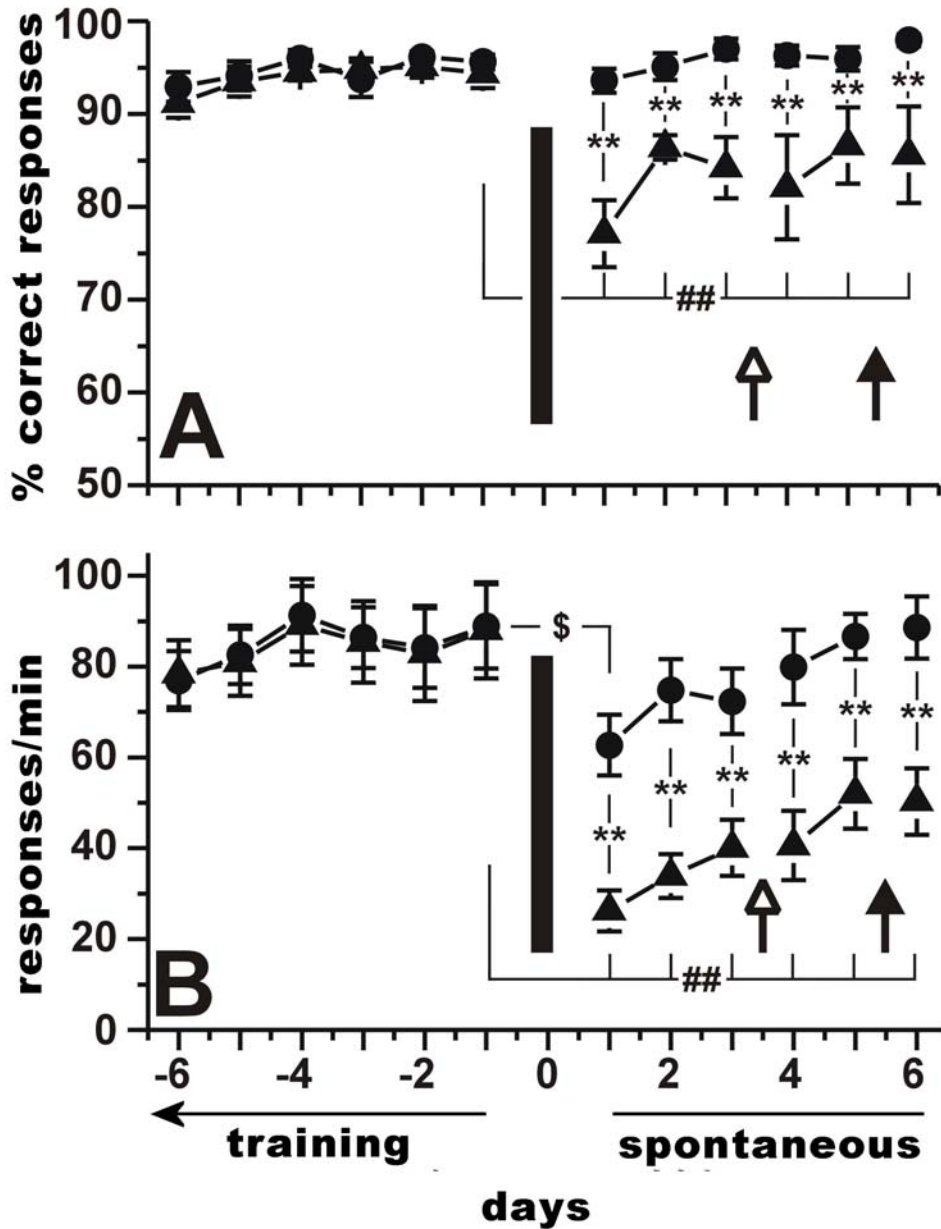 % correct responses
100
90
80
70
60
50
** ** ** ** ** **
##
A
responses/min
100
80
60
40
20
0
$
** ** ** ** ** **
##
B
-6 -4 -2 0 2 4 6
training spontaneous
days